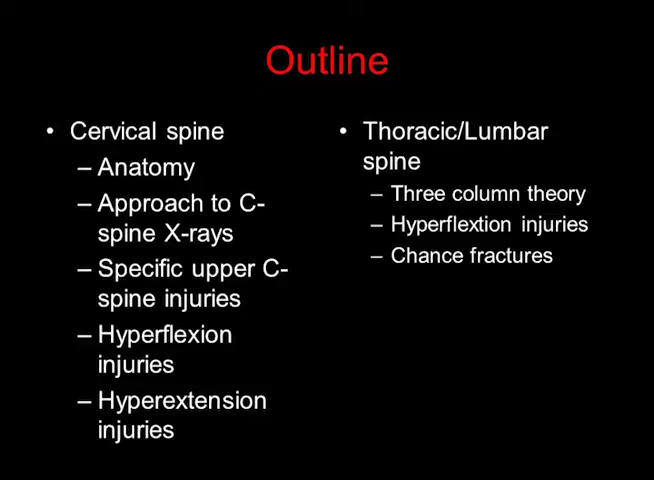 Outline
• Cervical spine
– Anatomy
– Approach to C-
spine X-rays
– Specific upper C-
spine injuries
– Hyperflexion
injuries
– Hyperextension
injuries
• Thoracic/Lumbar
spine
– Three column theory
– Hyperflextion injuries
– Chance fractures